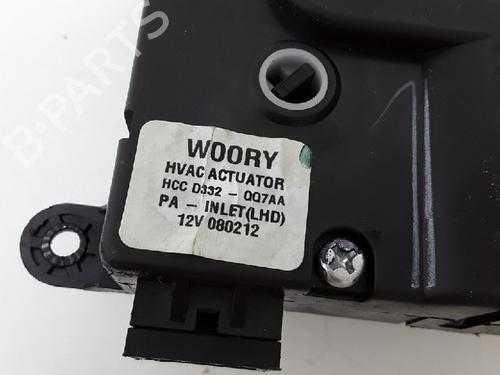 B-PARTS
WOORY
HVAC ACTUATOR
HCC D332 - QQ7AA
PA - INLET(LHD)
12V 080212